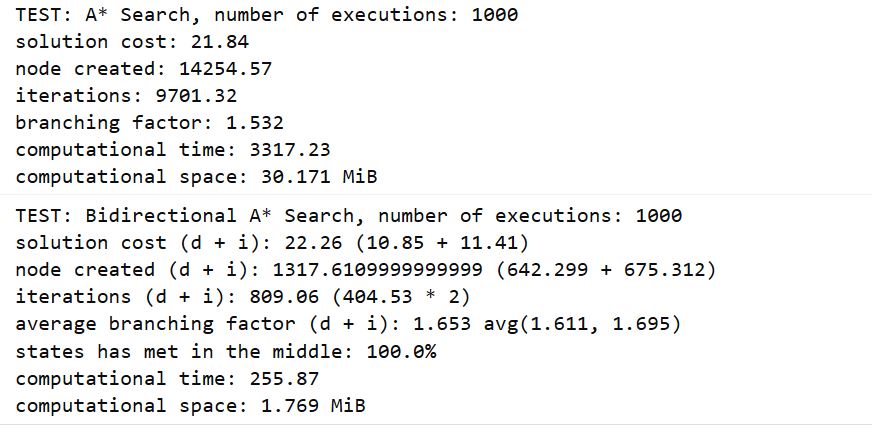 TEST: A* Search, number of executions: 1000
solution cost: 21.84
node created: 14254.57
iterations: 9701.32
branching factor: 1.532
computational time: 3317.23
computational space: 30.171 MiB
TEST: Bidirectional A* Search, number of executions: 1000
solution cost (d + i): 22.26 (10.85 + 11.41)
node created (d + i): 1317.6109999999999 (642.299 + 675.312)
iterations (d + i): 809.06 (404.53 * 2)
average branching factor (d + i): 1.653 avg(1.611, 1.695)
states has met in the middle: 100.0%
computational time: 255.87
computational space: 1.769 MiB